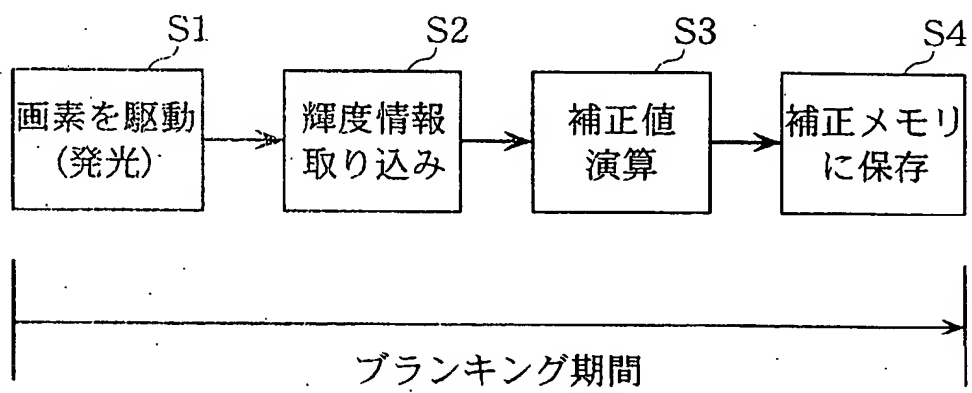 S1
S2
S3
S4
画素を駆動
(発光)
輝度情報
取り込み
補正値
演算
補正メモリ
に保存
ブランキング期間